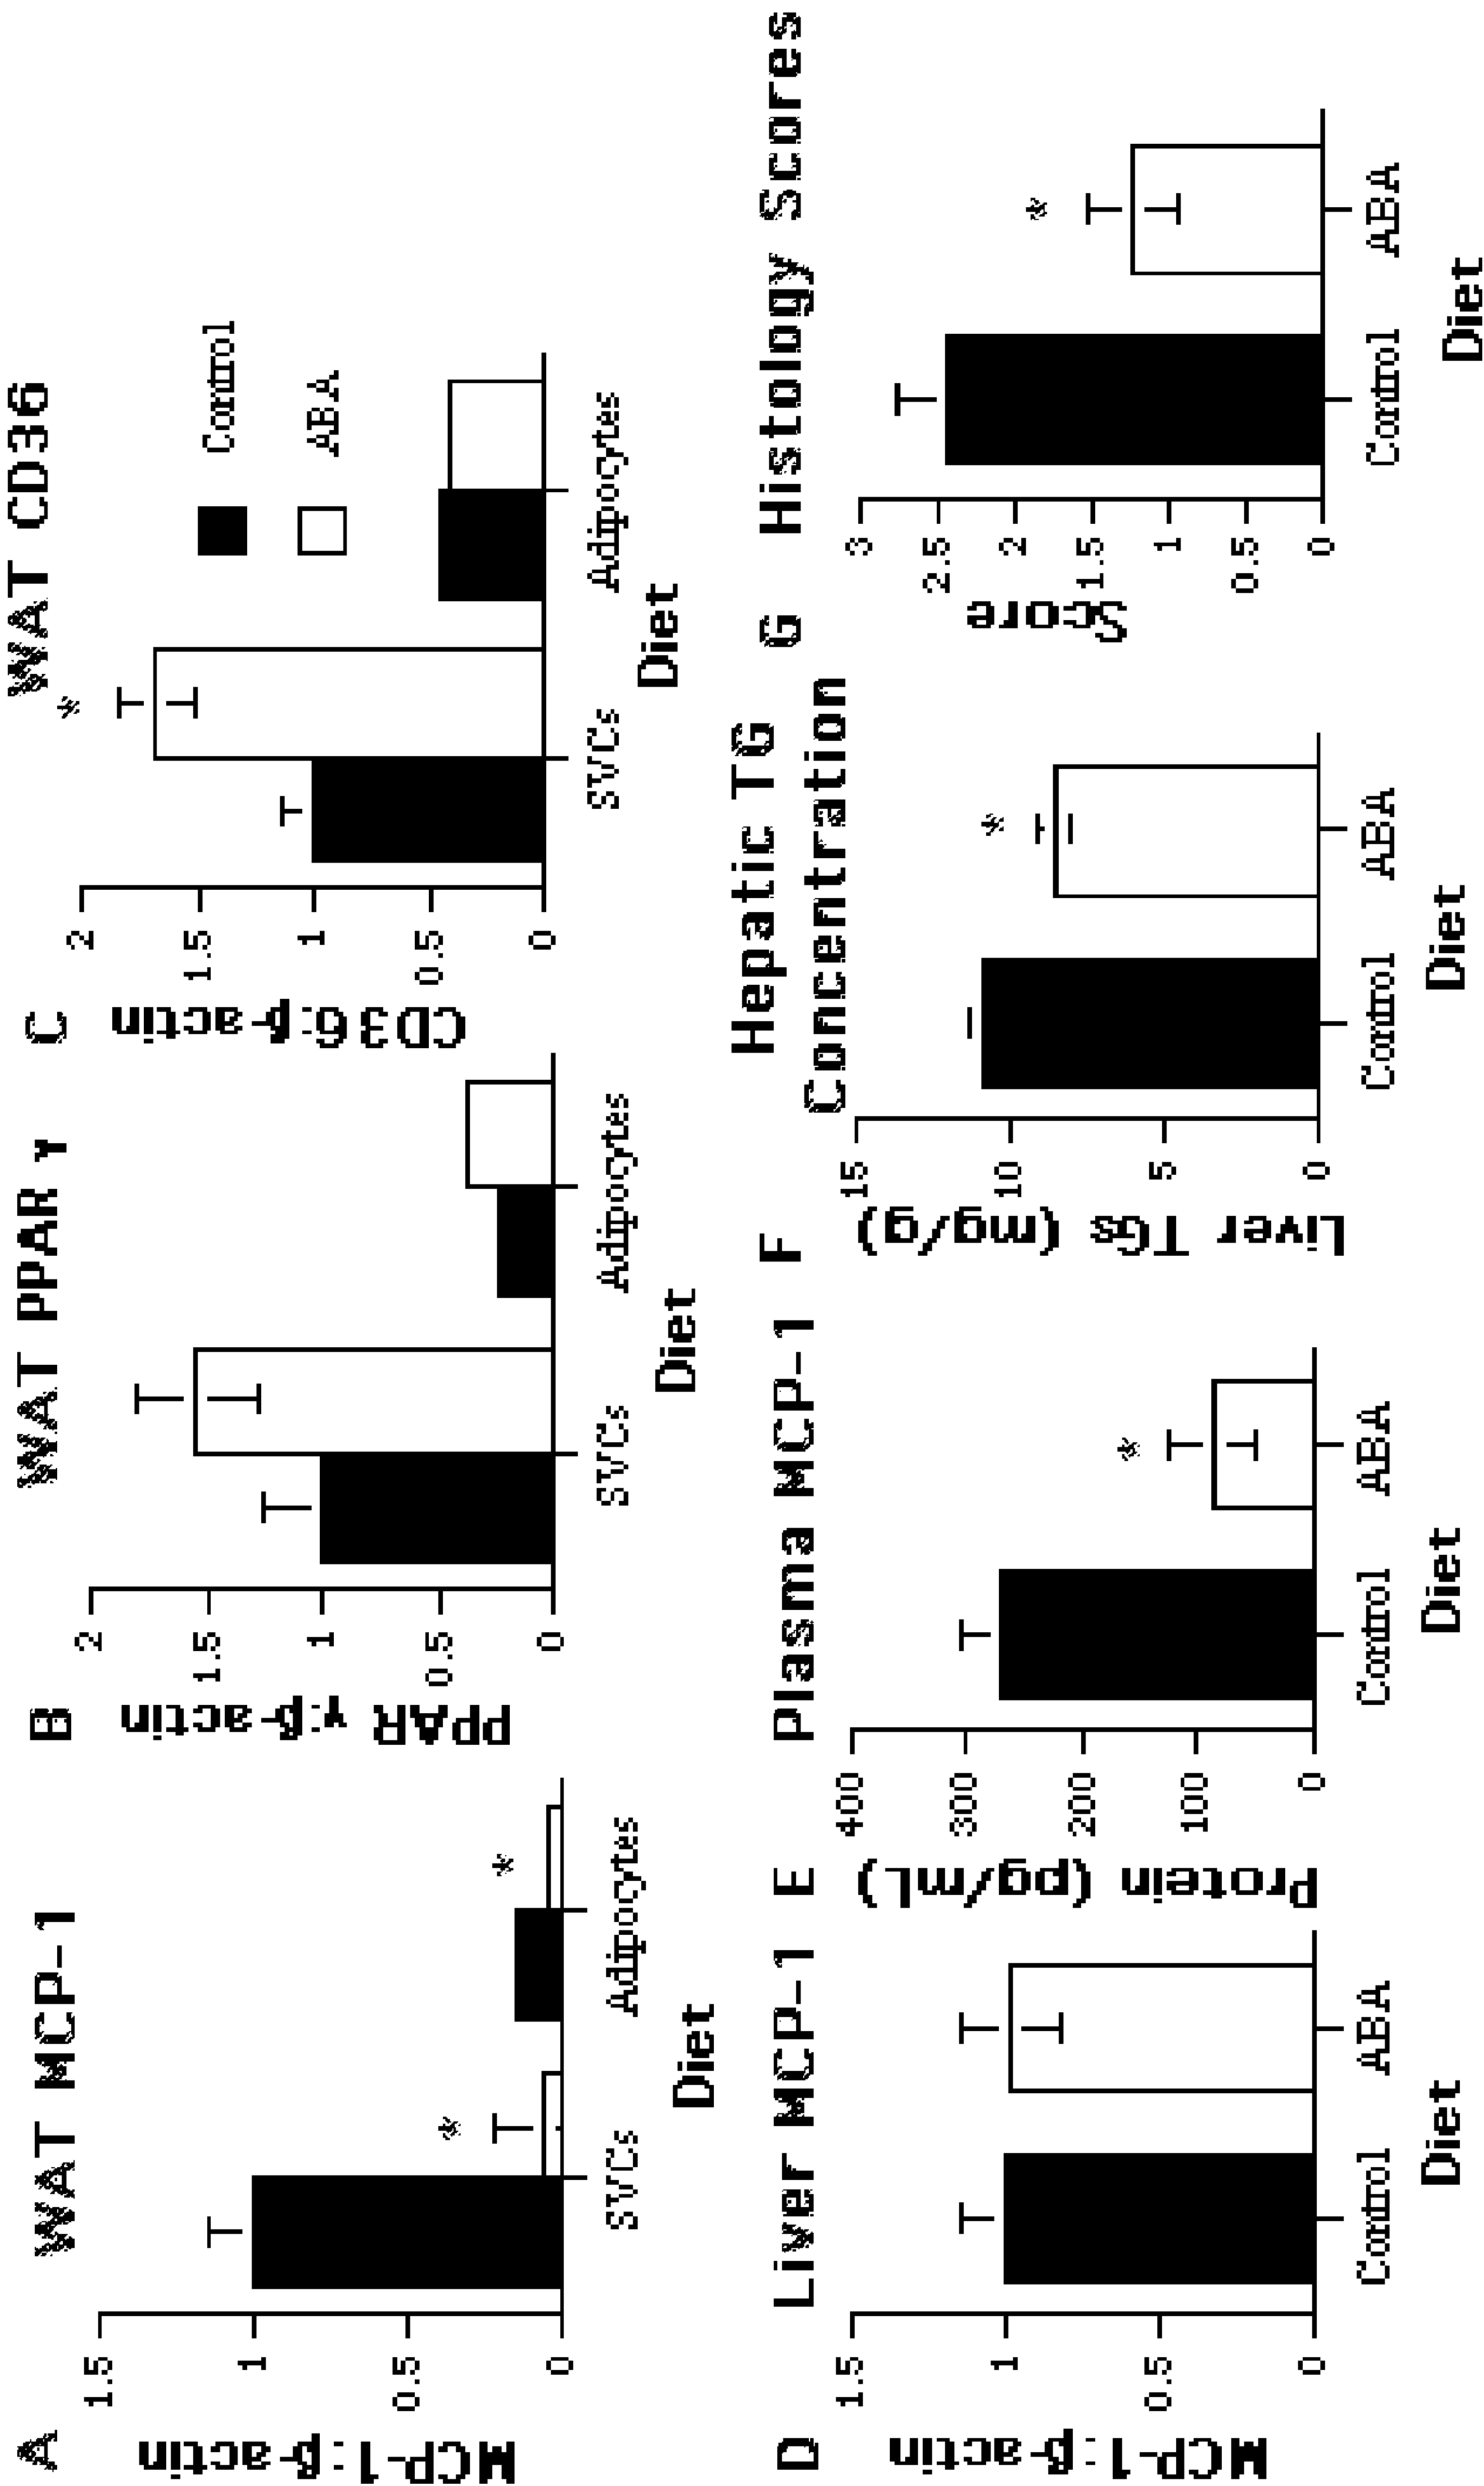 A
WAT MCP-1
MCP-1:β-actin
1.5
1
0.5
0
*
*
SVCs
Adipocytes
Diet
B
WAT PPAR γ
PPAR γ:β-actin
2
1.5
1
0.5
0
SVCs
Adipocytes
Diet
C
WAT CD36
CD36:β-actin
2
1.5
1
0.5
0
*
Control
ABA
SVCs
Adipocytes
Diet
D
Liver MCP-1
MCP-1:β-actin
1.5
1
0.5
0
Control
ABA
Diet
E
Plasma MCP-1
Protein (pg/mL)
400
300
200
100
0
*
Control
ABA
Diet
F
Hepatic TG
Concentration
Liver TGs (mg/g)
15
10
5
0
*
Control
ABA
Diet
G
Histology Scores
Score
3
2.5
2
1.5
1
0.5
0
*
Control
ABA
Diet